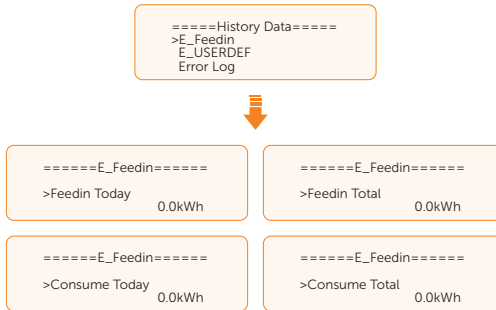 =====History Data=====
>E_Feedin
E_USERDEF
Error Log
======E_Feedin======
>Feedin Today
0.0kWh
======E_Feedin======
>Feedin Total
0.0kWh
======E_Feedin======
>Consume Today
0.0kWh
======E_Feedin======
>Consume Total
0.0kWh